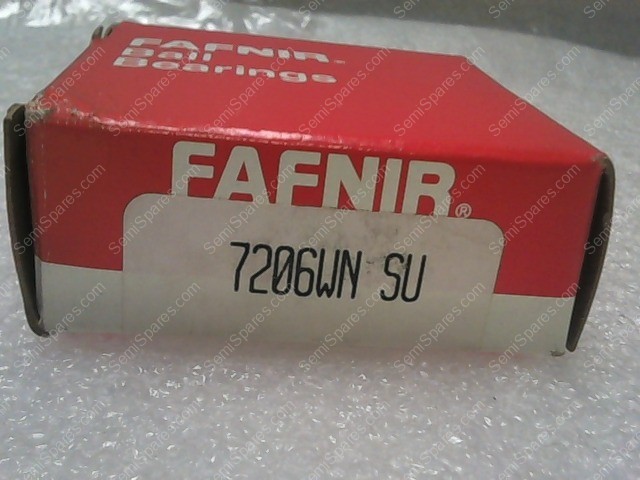 FAFNIR®
Ball
Bearings
FAFNIR®
7206WN SU
SemiSpares.com